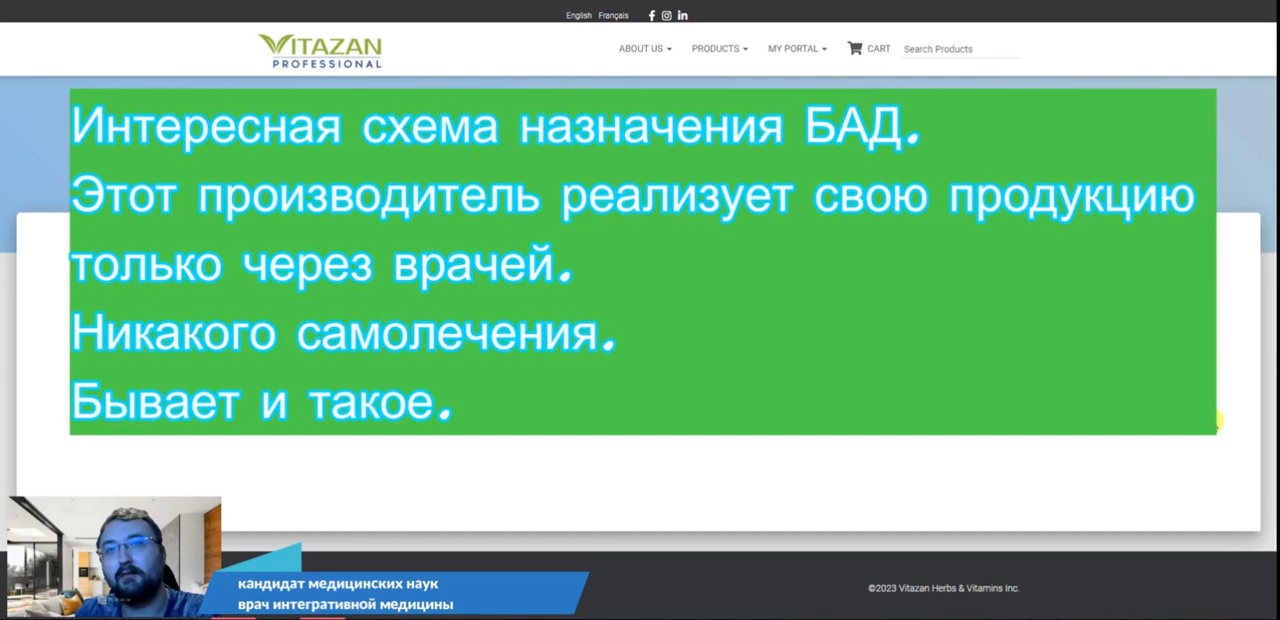 English Français
VITAZAN
PROFESSIONAL
ABOUT US PRODUCTS MY PORTAL CART Search Products
Интересная схема назначения БАД.
Этот производитель реализует свою продукцию
только через врачей.
Никакого самолечения.
Бывает и такое.
кандидат медицинских наук
врач интегративной медицины
©2023 Vitazan Herbs & Vitamins Inc.